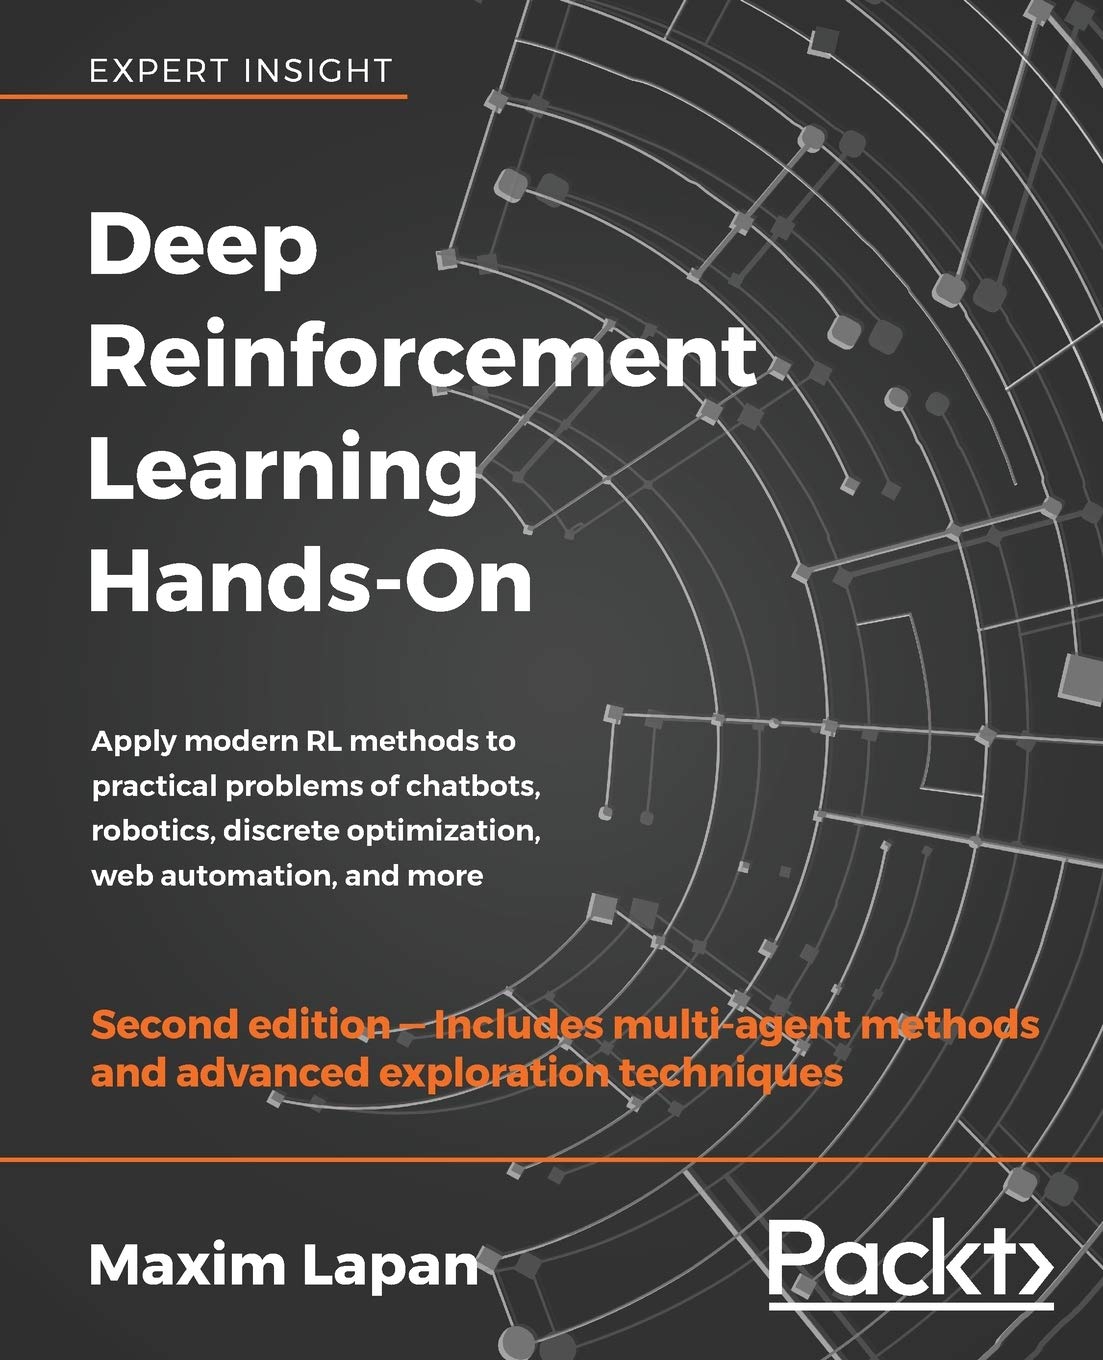 EXPERT INSIGHT
Deep
Reinforcement
Learning
Hands-On
Apply modern RL methods to
practical problems of chatbots,
robotics, discrete optimization,
web automation, and more
Second edition – Includes multi-agent methods
and advanced exploration techniques
Maxim Lapan
Packt